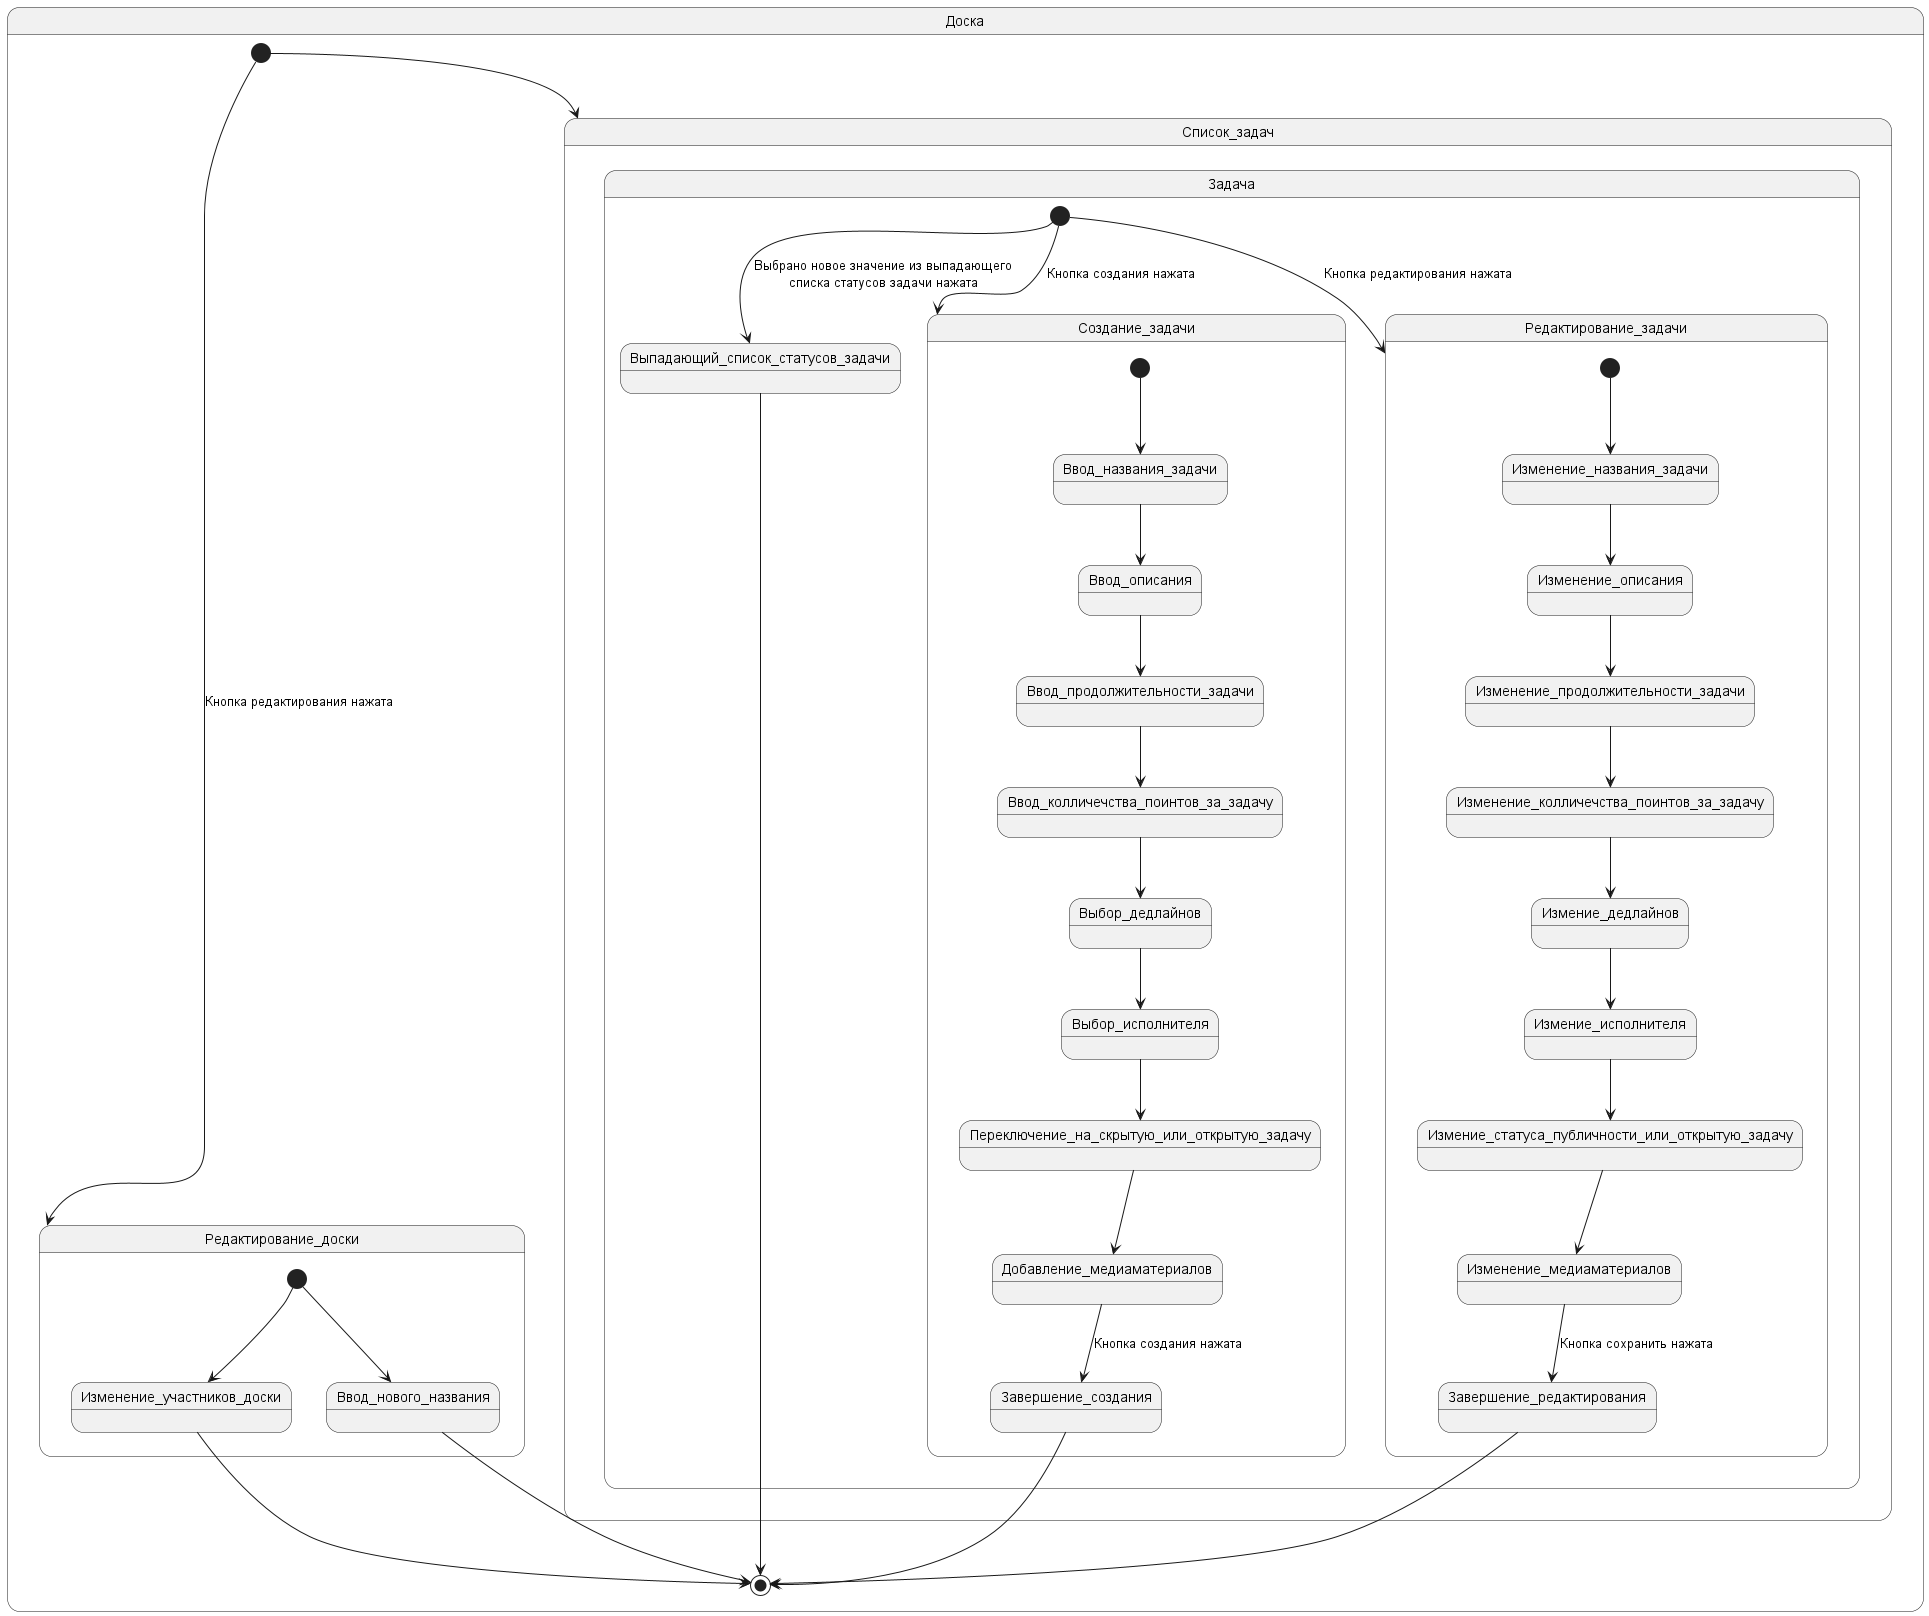 Доска
Список_задач
Задача
Выбрано новое значение из выпадающего
списка статусов задачи нажата
Кнопка создания нажата
Кнопка редактирования нажата
Выпадающий_список_статусов_задачи
Создание_задачи
Редактирование_задачи
Ввод_названия_задачи
Изменение_названия_задачи
Ввод_описания
Изменение_описания
Ввод_продолжительности_задачи
Изменение_продолжительности_задачи
Кнопка редактирования нажата
Ввод_колличечства_поинтов_за_задачу
Изменение_колличечства_поинтов_за_задачу
Выбор_дедлайнов
Измение_дедлайнов
Выбор_исполнителя
Измение_исполнителя
Переключение_на_скрытую_или_открытую_задачу
Измение_статуса_публичности_или_открытую_задачу
Редактирование_доски
Добавление_медиаматериалов
Изменение_медиаматериалов
Кнопка создания нажата
Кнопка сохранить нажата
Изменение_участников_доски
Ввод_нового_названия
Завершение_создания
Завершение_редактирования